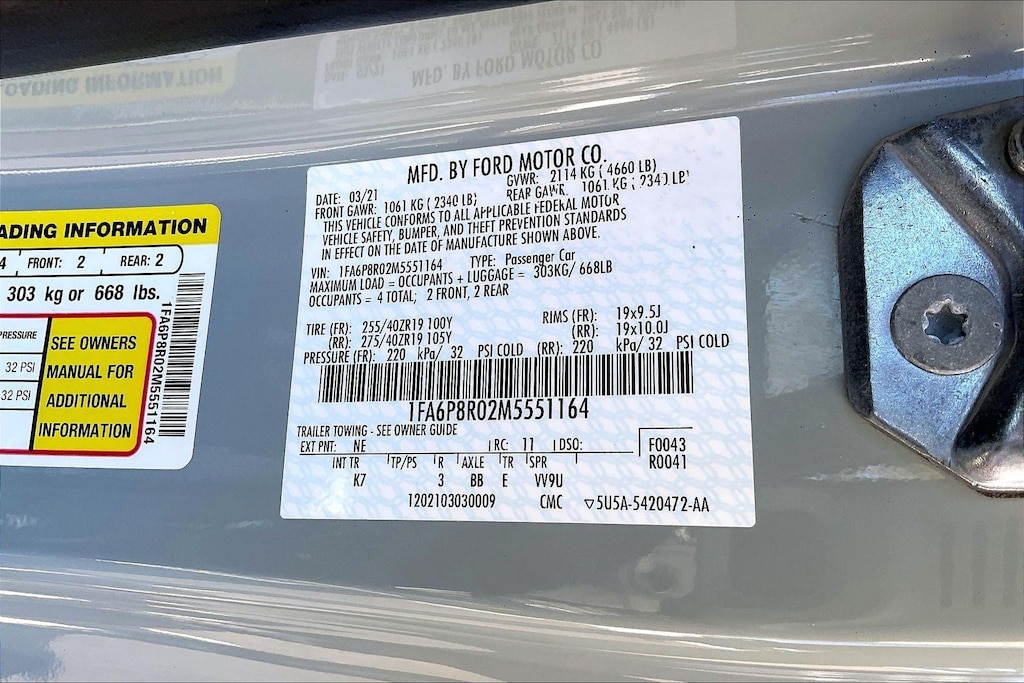 ADING INFORMATION
4 FRONT: 2 REAR: 2
303 kg or 668 lbs.
PRESSURE
32 PSI
32 PSI
SEE OWNERS
MANUAL FOR
ADDITIONAL
INFORMATION
1FA6P8R02M5551164
MFD. BY FORD MOTOR CO.
DATE: 03/21 GVWR: 2114 KG ( 4660 LB)
FRONT GAWR: 1061 KG ( 2340 LB) REAR GAWR: 1061 KG ( 2340 LB)
THIS VEHICLE CONFORMS TO ALL APPLICABLE FEDERAL MOTOR
VEHICLE SAFETY, BUMPER, AND THEFT PREVENTION STANDARDS
IN EFFECT ON THE DATE OF MANUFACTURE SHOWN ABOVE.
VIN: 1FA6P8R02M5551164 TYPE: Passenger Car
MAXIMUM LOAD = OCCUPANTS + LUGGAGE = 303KG/ 668LB
OCCUPANTS = 4 TOTAL; 2 FRONT, 2 REAR
TIRE (FR): 255/40ZR19 100Y RIMS (FR): 19x9.5J
(RR): 275/40ZR19 105Y (RR): 19x10.0J
PRESSURE (FR): 220 kPa/ 32 PSI COLD (RR): 220 kPa/ 32 PSI COLD
1FA6P8R02M5551164
TRAILER TOWING - SEE OWNER GUIDE
EXT PNT: NE RC: 11 DSO: F0043
INT TR TP/PS R AXLE TR SPR R0041
K7 3 BB E VV9U
1202103030009 CMC ▽5U5A-5420472-AA